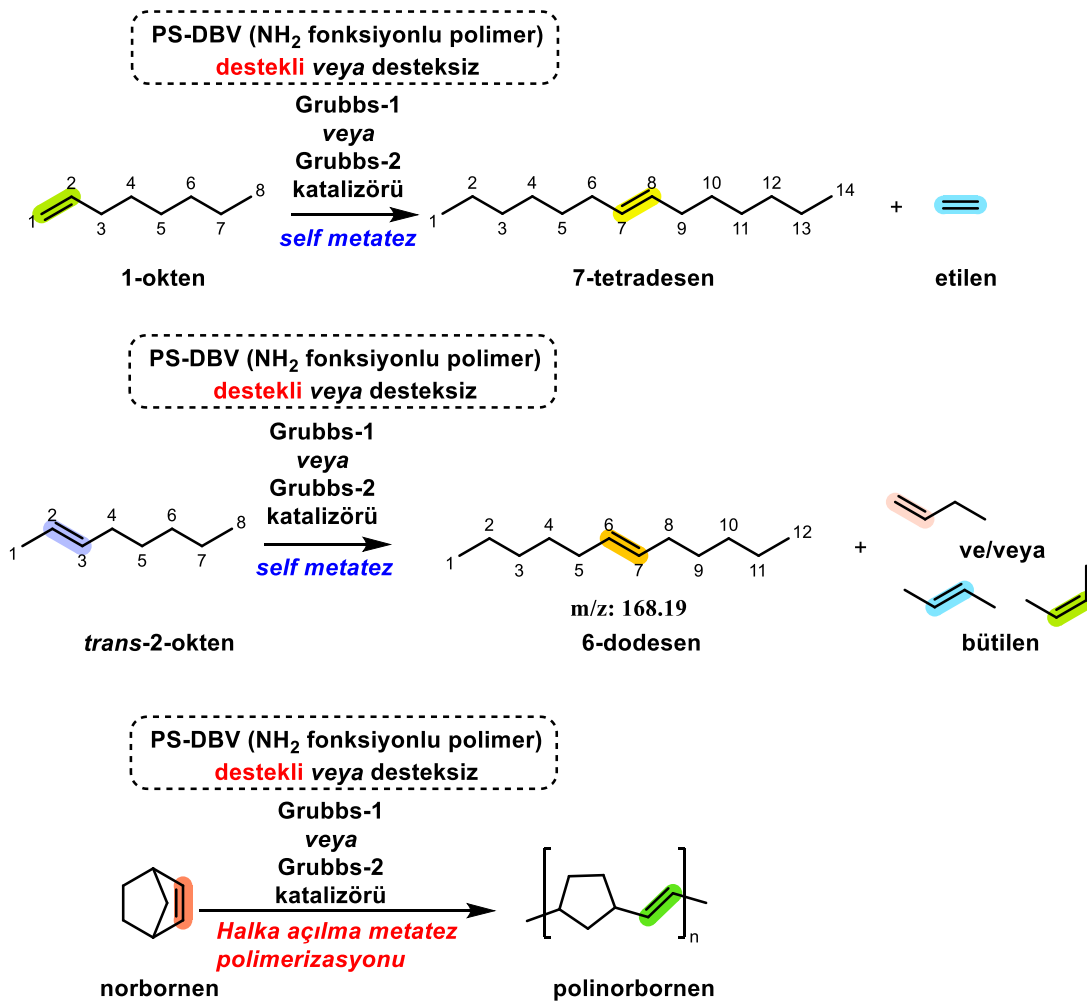 PS-DBV (NH2 fonksiyonlu polimer)
destekli veya desteksiz
Grubbs-1
veya
Grubbs-2
katalizörü
self metatez
1 2 3 4 5 6 7 8
1-okten
1 2 3 4 5 6 7 8 9 10 11 12 13 14
7-tetradesen
+
etilen
PS-DBV (NH2 fonksiyonlu polimer)
destekli veya desteksiz
Grubbs-1
veya
Grubbs-2
katalizörü
self metatez
1 2 3 4 5 6 7 8
trans-2-okten
1 2 3 4 5 6 7 8 9 10 11 12
m/z: 168.19
6-dodesen
+
ve/veya
bütilen
PS-DBV (NH2 fonksiyonlu polimer)
destekli veya desteksiz
Grubbs-1
veya
Grubbs-2
katalizörü
Halka açılma metatez
polimerizasyonu
norbornen
n
polinorbornen